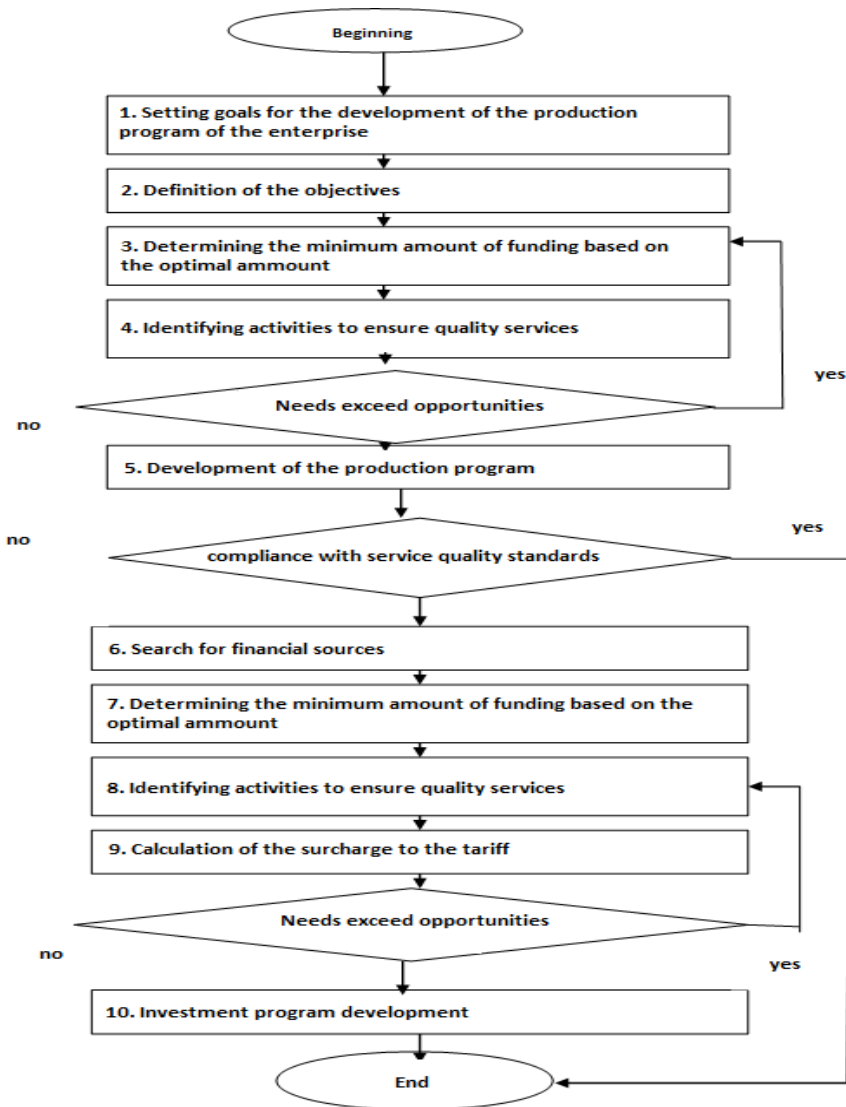 Beginning
1. Setting goals for the development of the production
program of the enterprise
2. Definition of the objectives
3. Determining the minimum amount of funding based on
the optimal ammount
4. Identifying activities to ensure quality services
yes
Needs exceed opportunities
no
5. Development of the production program
yes
no
compliance with service quality standards
6. Search for financial sources
7. Determining the minimum amount of funding based on the
optimal ammount
8. Identifying activities to ensure quality services
9. Calculation of the surcharge to the tariff
Needs exceed opportunities
no
yes
10. Investment program development
End